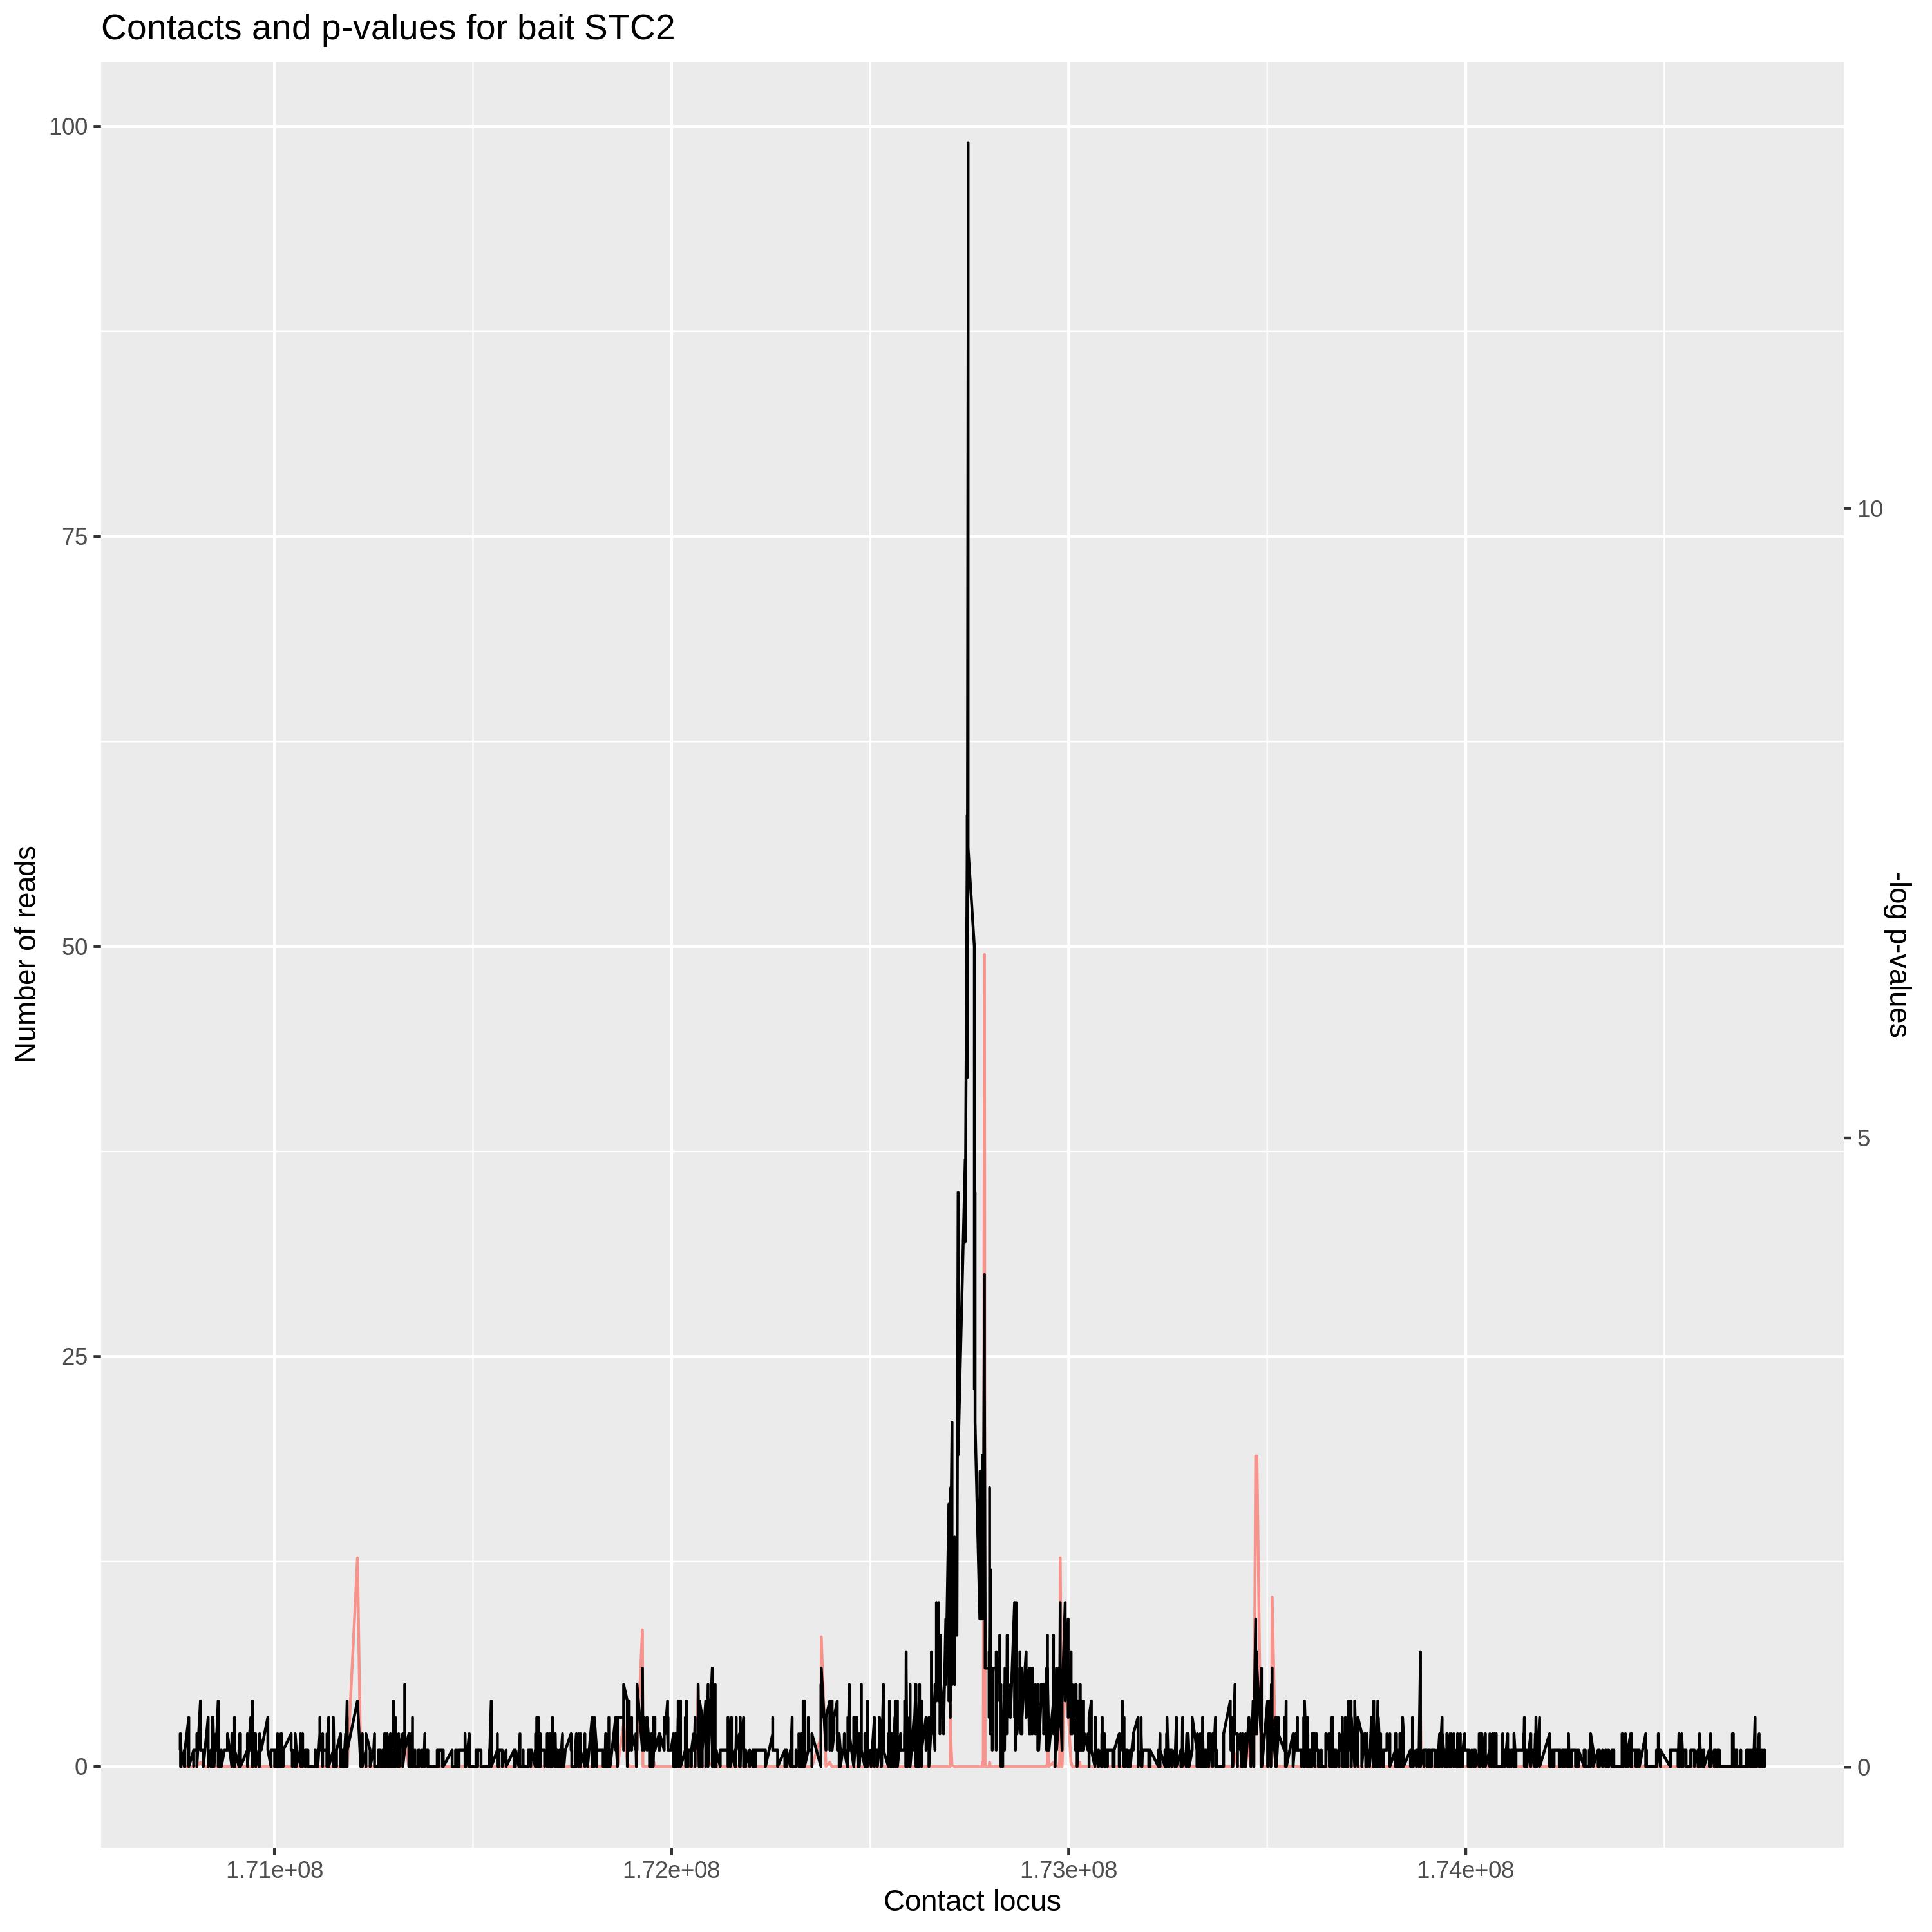 Contacts and p-values for bait STC2
100
75
50
25
0
Number of reads
10
5
0
-log p-values
1.71e+08
1.72e+08
1.73e+08
1.74e+08
Contact locus